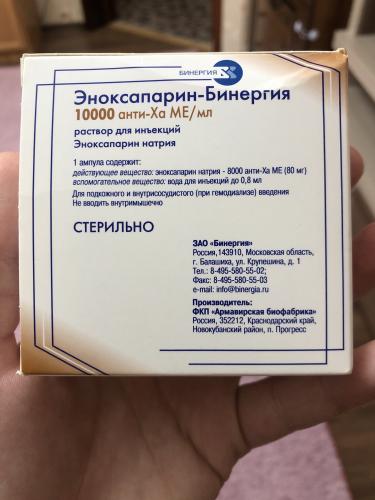 БИНЕРГИЯ
Эноксапарин-Бинергия
10000 анти-Ха МЕ/мл
раствор для инъекций
Эноксапарин натрия
1 ампула содержит:
действующее вещество: эноксапарин натрия - 8000 анти-Ха МЕ (80 мг)
вспомогательное вещество: вода для инъекций до 0,8 мл
Для подкожного и внутрисосудистого (при гемодиализе) введения
Не вводить внутримышечно
СТЕРИЛЬНО
ЗАО «Бинергия»
Россия,143910, Московская область,
г. Балашиха, ул. Крупешина, д. 1
Тел.: 8-495-580-55-02;
Факс: 8-495-580-55-03
e-mail: info@binergia.ru
Производитель:
ФКП «Армавирская биофабрика»
Россия, 352212, Краснодарский край,
Новокубанский район, п. Прогресс